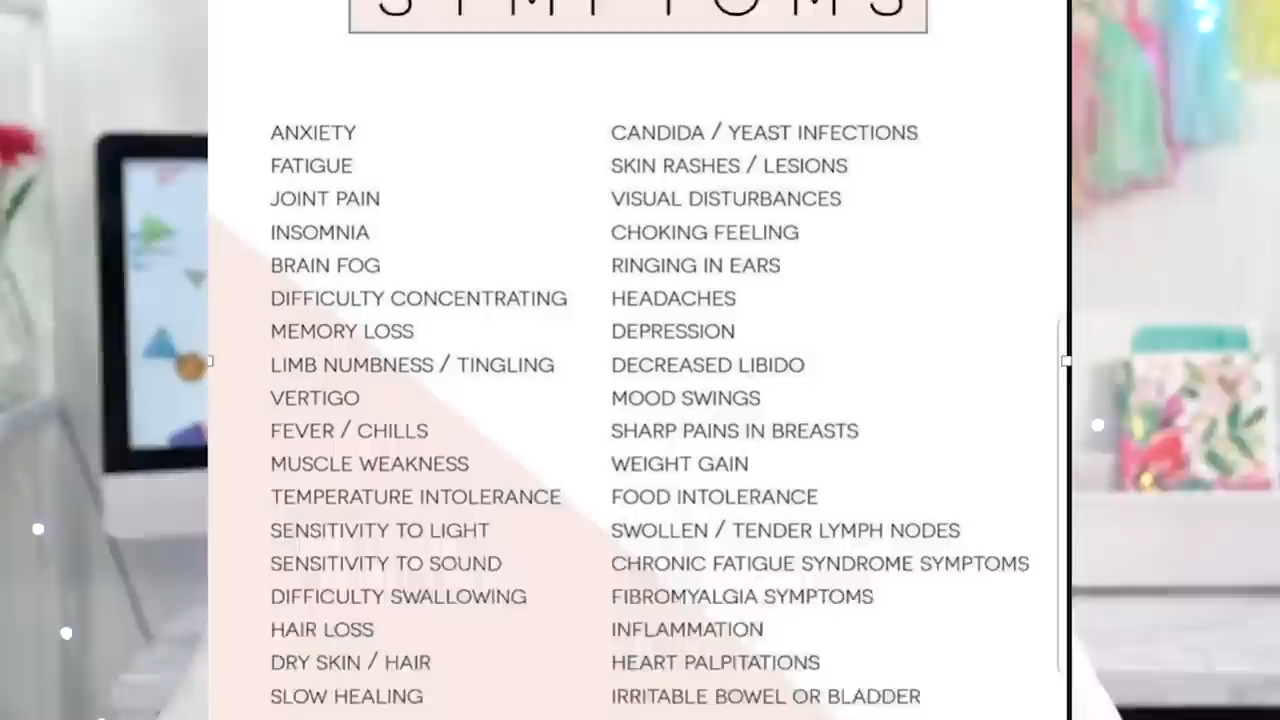 SYMPTOMS
ANXIETY
FATIGUE
JOINT PAIN
INSOMNIA
BRAIN FOG
DIFFICULTY CONCENTRATING
MEMORY LOSS
LIMB NUMBNESS / TINGLING
VERTIGO
FEVER / CHILLS
MUSCLE WEAKNESS
TEMPERATURE INTOLERANCE
SENSITIVITY TO LIGHT
SENSITIVITY TO SOUND
DIFFICULTY SWALLOWING
HAIR LOSS
DRY SKIN / HAIR
SLOW HEALING
CANDIDA / YEAST INFECTIONS
SKIN RASHES / LESIONS
VISUAL DISTURBANCES
CHOKING FEELING
RINGING IN EARS
HEADACHES
DEPRESSION
DECREASED LIBIDO
MOOD SWINGS
SHARP PAINS IN BREASTS
WEIGHT GAIN
FOOD INTOLERANCE
SWOLLEN / TENDER LYMPH NODES
CHRONIC FATIGUE SYNDROME SYMPTOMS
FIBROMYALGIA SYMPTOMS
INFLAMMATION
HEART PALPITATIONS
IRRITABLE BOWEL OR BLADDER